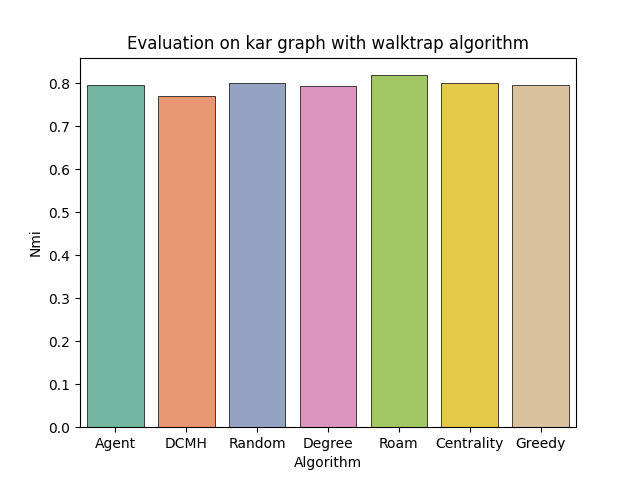 Evaluation on kar graph with walktrap algorithm
0.8
0.7
0.6
0.5
0.4
0.3
0.2
0.1
0.0
Nmi
Agent DCMH Random Degree Roam Centrality Greedy
Algorithm